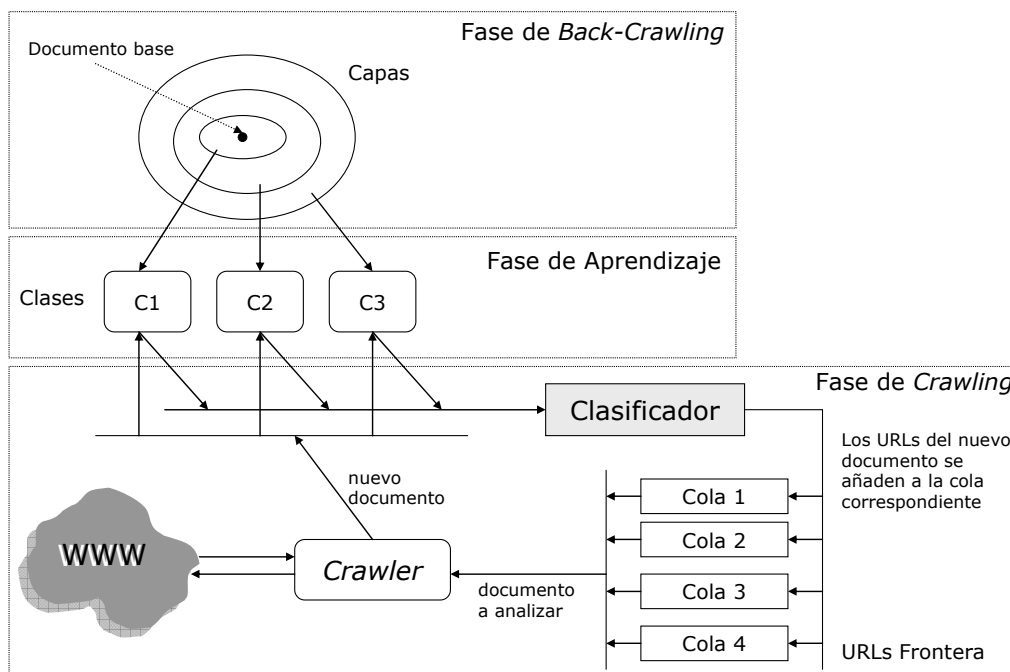 Fase de Back-Crawling
Documento base
Capas
Fase de Aprendizaje
Clases
C1
C2
C3
Fase de Crawling
Clasificador
Los URLs del nuevo
documento se
añaden a la cola
correspondiente
nuevo
documento
Cola 1
Cola 2
Cola 3
Cola 4
WWW
Crawler
documento
a analizar
URLs Frontera